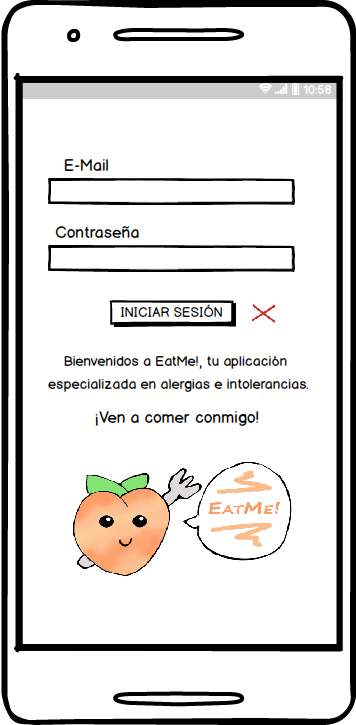 10:58
E-Mail
Contraseña
INICIAR SESIÓN
Bienvenidos a EatMe!, tu aplicación
especializada en alergias e intolerancias.
¡Ven a comer conmigo!
EATME!